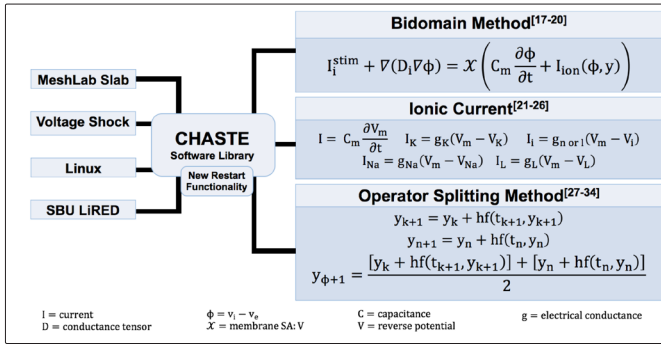 MeshLab Slab
Voltage Shock
Linux
SBU LiRED
CHASTE
Software Library
New Restart
Functionality
Bidomain Method[17-20]
I_i^stim + ∇(D_i∇ϕ) = 𝒳 ( C_m ∂ϕ/∂t + I_ion(ϕ, y) )
Ionic Current[21-26]
I = C_m ∂V_m/∂t   I_K = g_K(V_m − V_K)   I_i = g_n or l(V_m − V_i)
I_Na = g_Na(V_m − V_Na)   I_L = g_L(V_m − V_L)
Operator Splitting Method[27-34]
y_k+1 = y_k + hf(t_k+1, y_k+1)
y_n+1 = y_n + hf(t_n, y_n)
y_ϕ+1 = [y_k + hf(t_k+1, y_k+1)] + [y_n + hf(t_n, y_n)] / 2
I = current   ϕ = v_i − v_e   C = capacitance   g = electrical conductance
D = conductance tensor   𝒳 = membrane SA: V   V = reverse potential